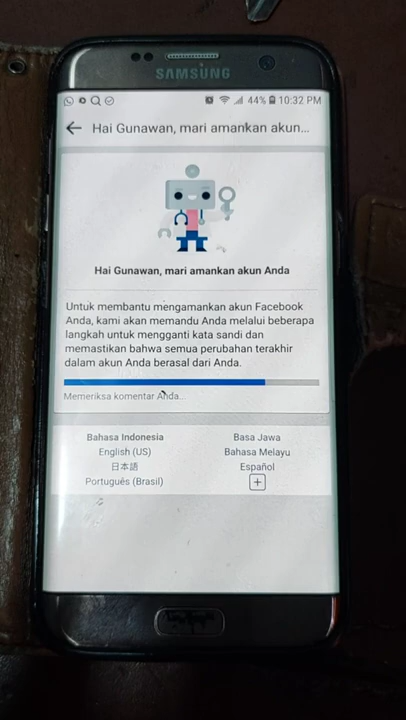 SAMSUNG
44% 10:32 PM
Hai Gunawan, mari amankan akun...
Hai Gunawan, mari amankan akun Anda
Untuk membantu mengamankan akun Facebook
Anda, kami akan memandu Anda melalui beberapa
langkah untuk mengganti kata sandi dan
memastikan bahwa semua perubahan terakhir
dalam akun Anda berasal dari Anda.
Memeriksa komentar Anda...
Bahasa Indonesia
Basa Jawa
English (US)
Bahasa Melayu
日本語
Español
Português (Brasil)